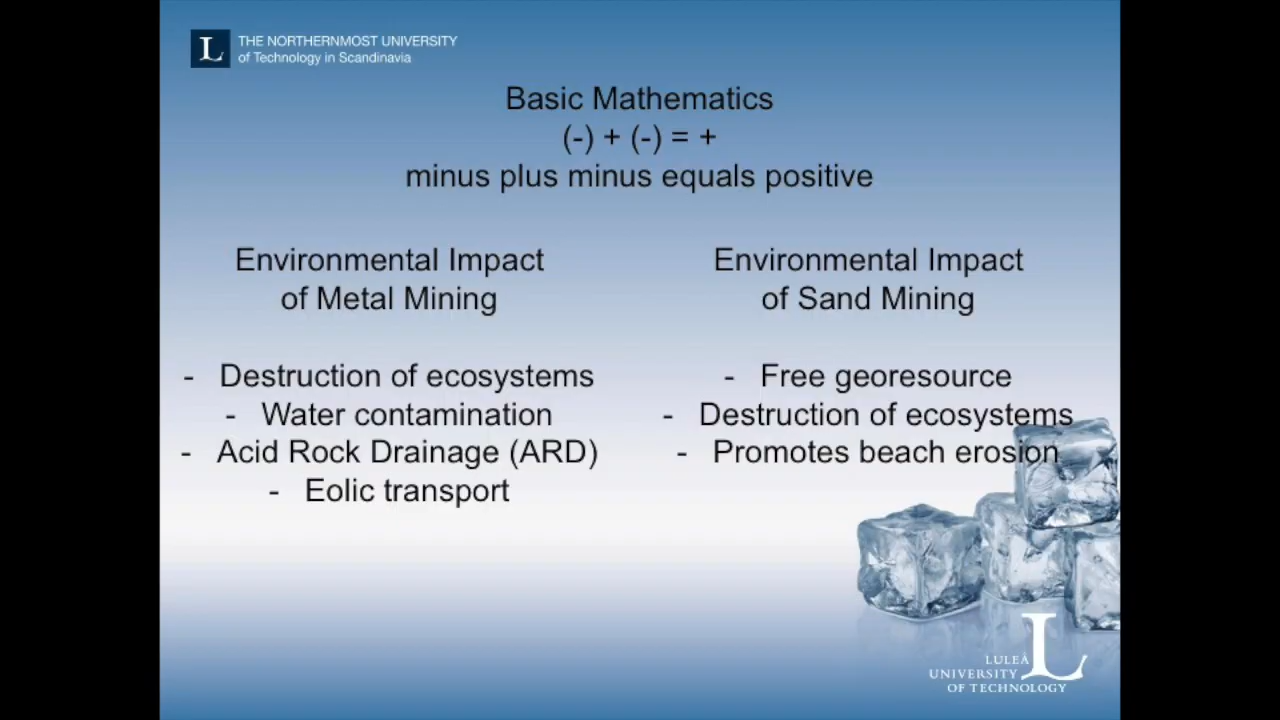 L THE NORTHERNMOST UNIVERSITY
of Technology in Scandinavia
Basic Mathematics
(-) + (-) = +
minus plus minus equals positive
Environmental Impact
of Metal Mining
- Destruction of ecosystems
- Water contamination
- Acid Rock Drainage (ARD)
- Eolic transport
Environmental Impact
of Sand Mining
- Free georesource
- Destruction of ecosystems
- Promotes beach erosion
L
LULEÅ
UNIVERSITY
OF TECHNOLOGY